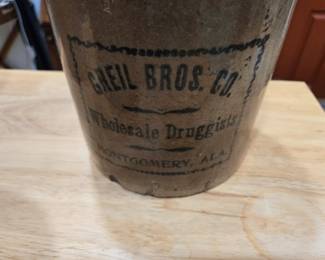 GREIL BROS. CO.
Wholesale Druggists
MONTGOMERY, ALA.